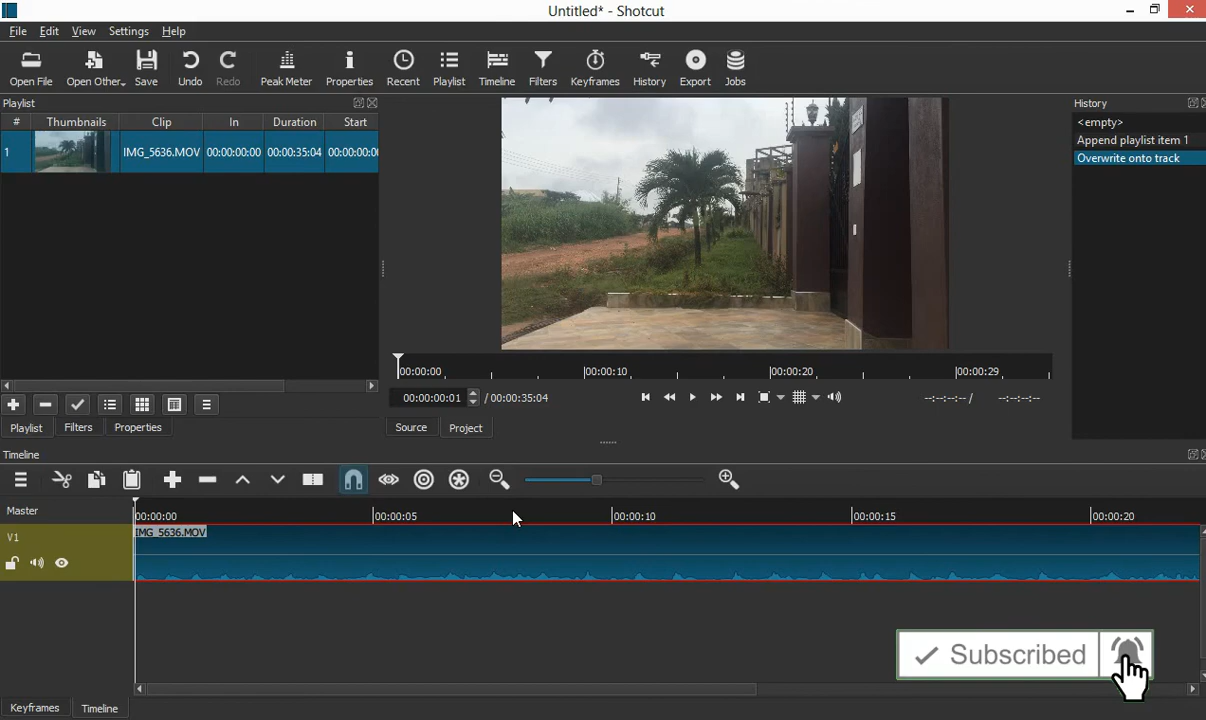 Untitled* - Shotcut
File Edit View Settings Help
Open File Open Other Save Undo Redo Peak Meter Properties Recent Playlist Timeline Filters Keyframes History Export Jobs
Playlist
# Thumbnails Clip In Duration Start
1 IMG_5636.MOV 00:00:00:00 00:00:35:04 00:00:00:0
History
<empty>
Append playlist item 1
Overwrite onto track
00:00:00 00:00:10 00:00:20 00:00:29
00:00:00:01 / 00:00:35:04 --:--:--:-- / --:--:--:--
Playlist Filters Properties
Source Project
Timeline
Master 00:00:00 00:00:05 00:00:10 00:00:15 00:00:20
V1 IMG_5636.MOV
Subscribed
Keyframes Timeline